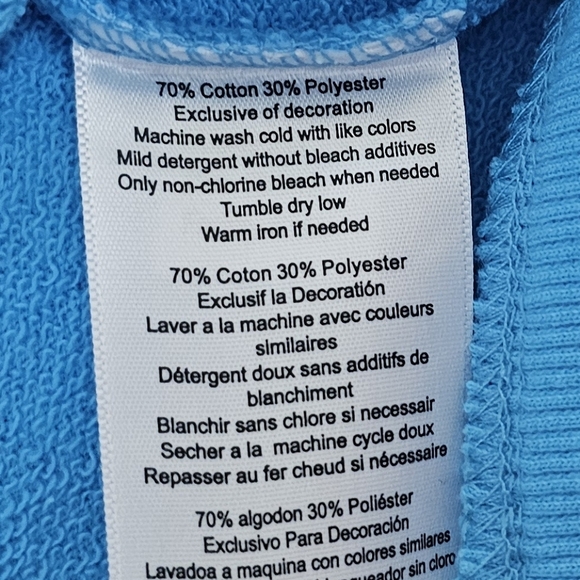 70% Cotton 30% Polyester
Exclusive of decoration
Machine wash cold with like colors
Mild detergent without bleach additives
Only non-chlorine bleach when needed
Tumble dry low
Warm iron if needed
70% Coton 30% Polyester
Exclusif la Decoratión
Laver a la machine avec couleurs
similaires
Détergent doux sans additifs de
blanchiment
Blanchir sans chlore si necessair
Secher a la machine cycle doux
Repasser au fer cheud si nécessaire
70% algodon 30% Poliéster
Exclusivo Para Decoración
Lavadoa a maquina con colores similares
sin cloro